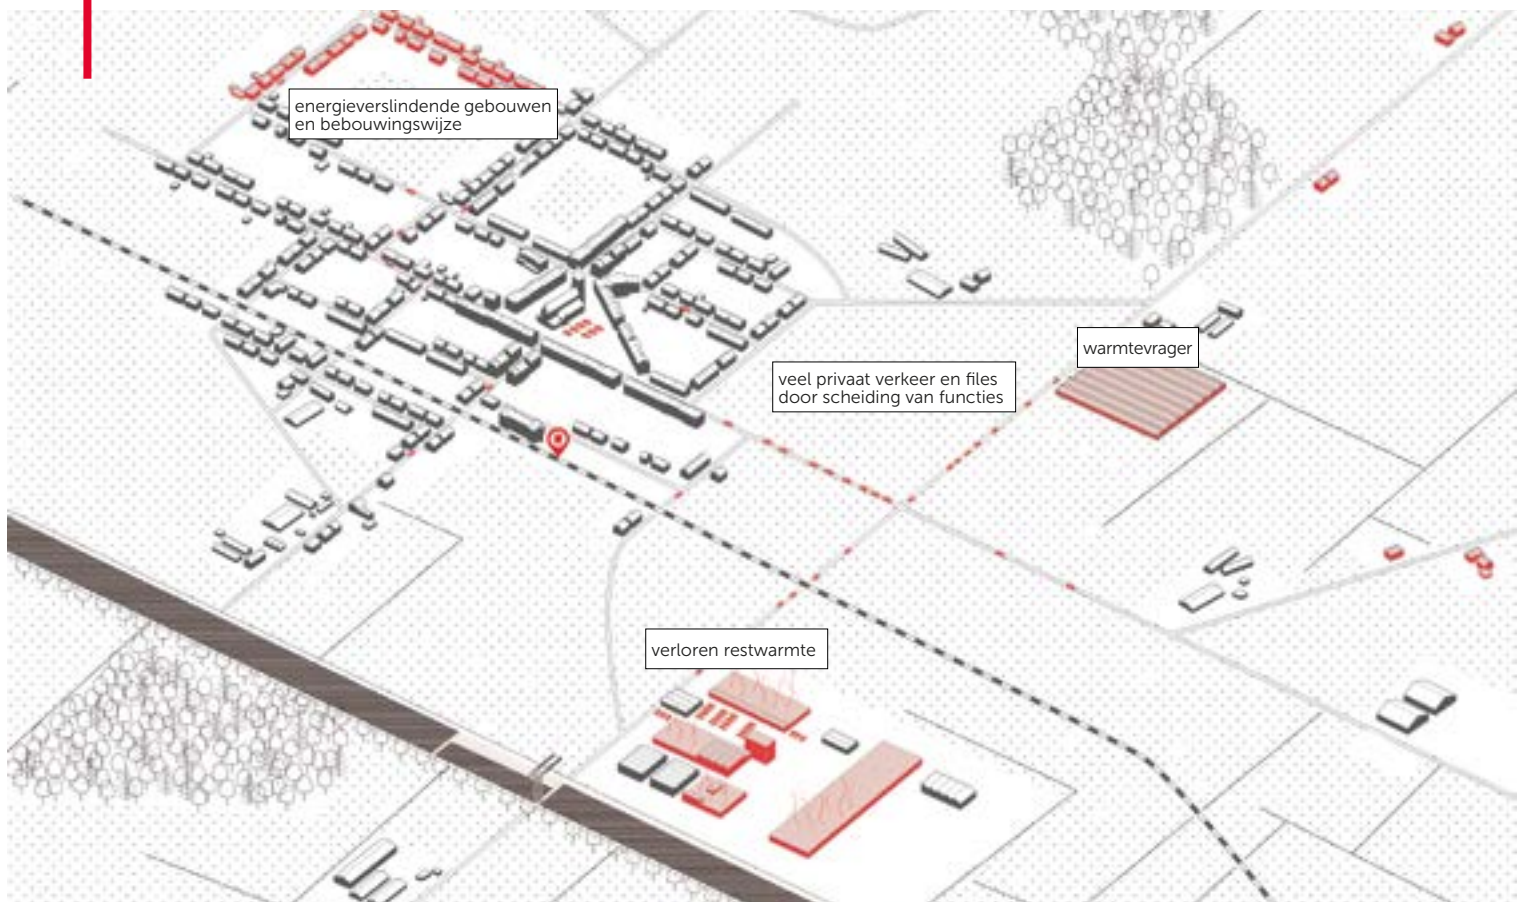 energieverslindende gebouwen
en bebouwingswijze
warmtevrager
veel privaat verkeer en files
door scheiding van functies
verloren restwarmte